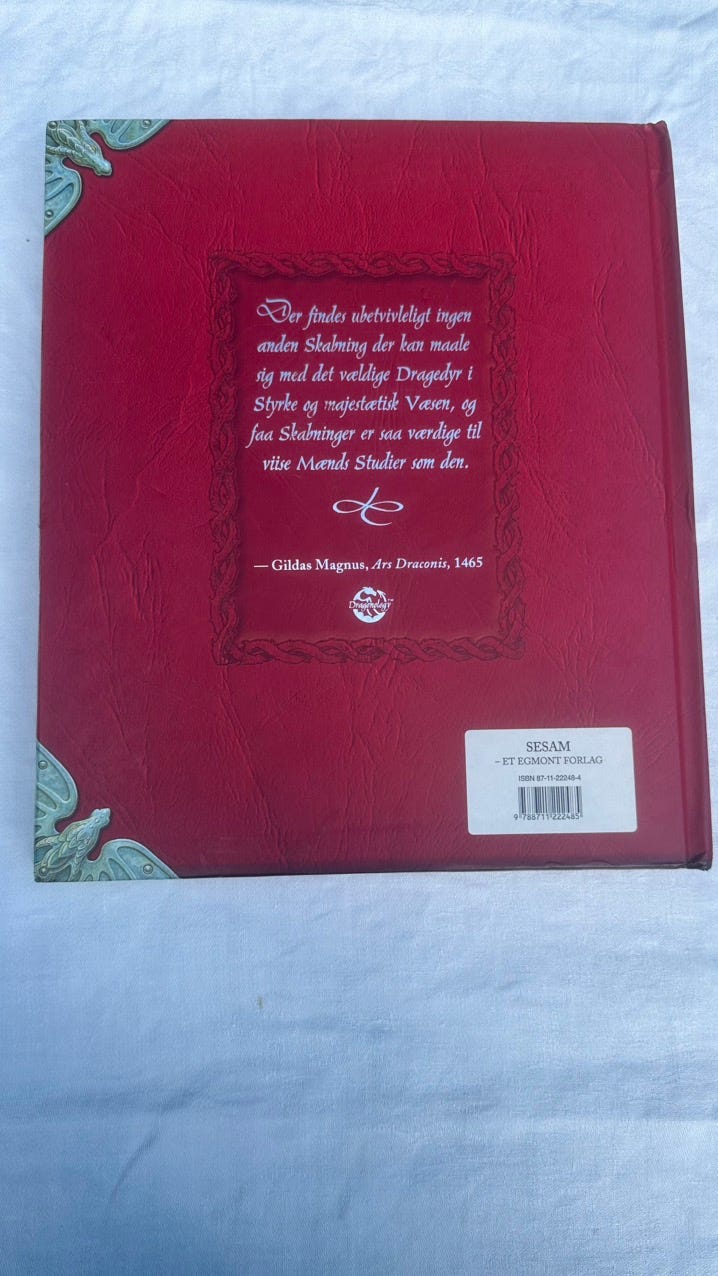 Der findes ubetvivleligt ingen
anden Skabning der kan maale
sig med det vældige Dragedyr i
Styrke og majestætisk Væsen, og
faa Skabninger er saa værdige til
viise Mænds Studier som den.
— Gildas Magnus, Ars Draconis, 1465
Dragenology™
SESAM
– ET EGMONT FORLAG
ISBN 87-11-22248-4
9 788711 222485